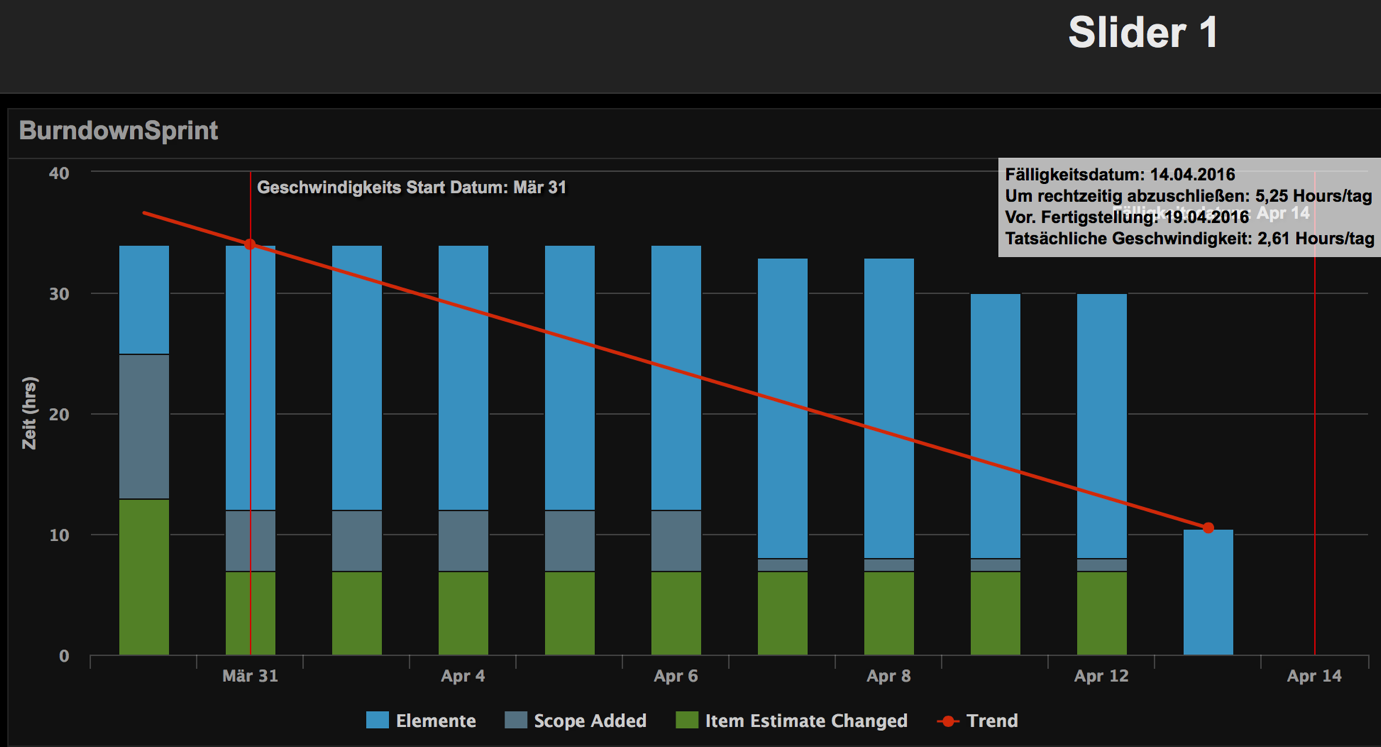 Slider 1
BurndownSprint
40
30
20
10
0
Zeit (hrs)
Geschwindigkeits Start Datum: Mär 31
Fälligkeitsdatum: Apr 14
Fälligkeitsdatum: 14.04.2016
Um rechtzeitig abzuschließen: 5,25 Hours/tag
Vor. Fertigstellung: 19.04.2016
Tatsächliche Geschwindigkeit: 2,61 Hours/tag
Mär 31 Apr 4 Apr 6 Apr 8 Apr 12 Apr 14
Elemente Scope Added Item Estimate Changed Trend